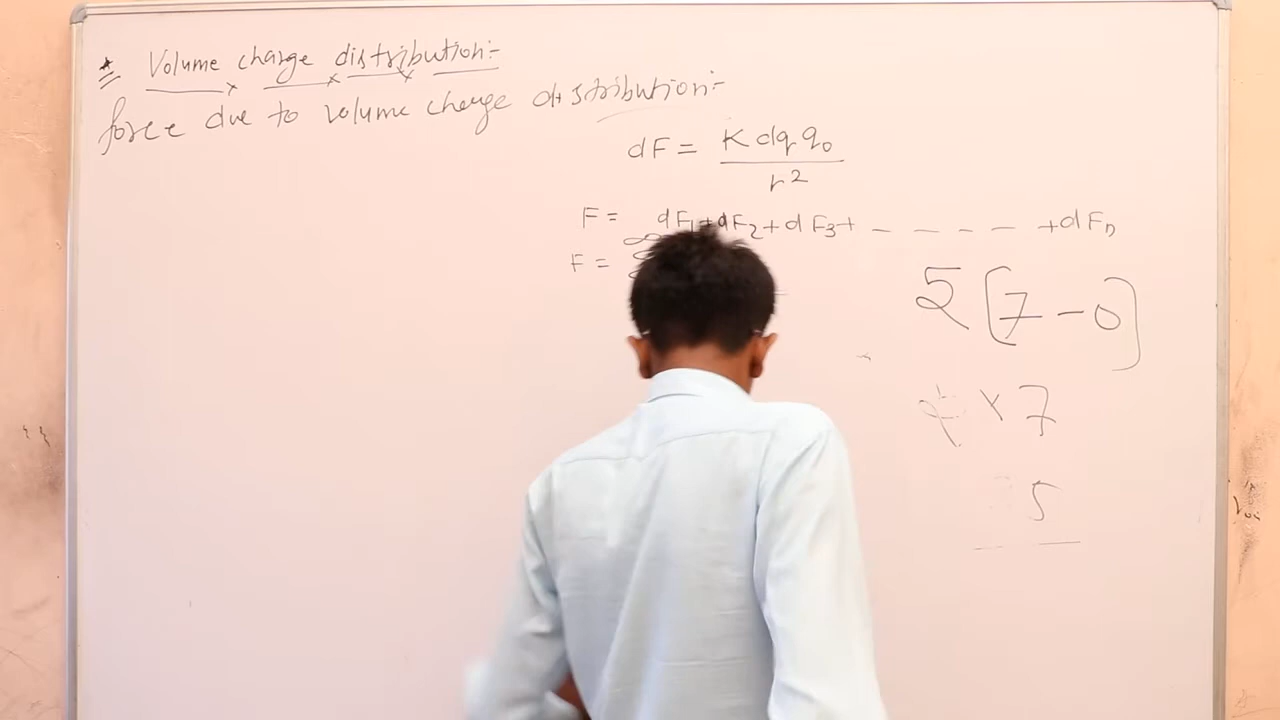 * Volume charge distribution:-
force due to volume charge distribution:-
dF = K dq q₀ / r²
F = dF₁ + dF₂ + dF₃ + _ _ _ _ + dFₙ
F =
5 [7 - 0]
× 7
5